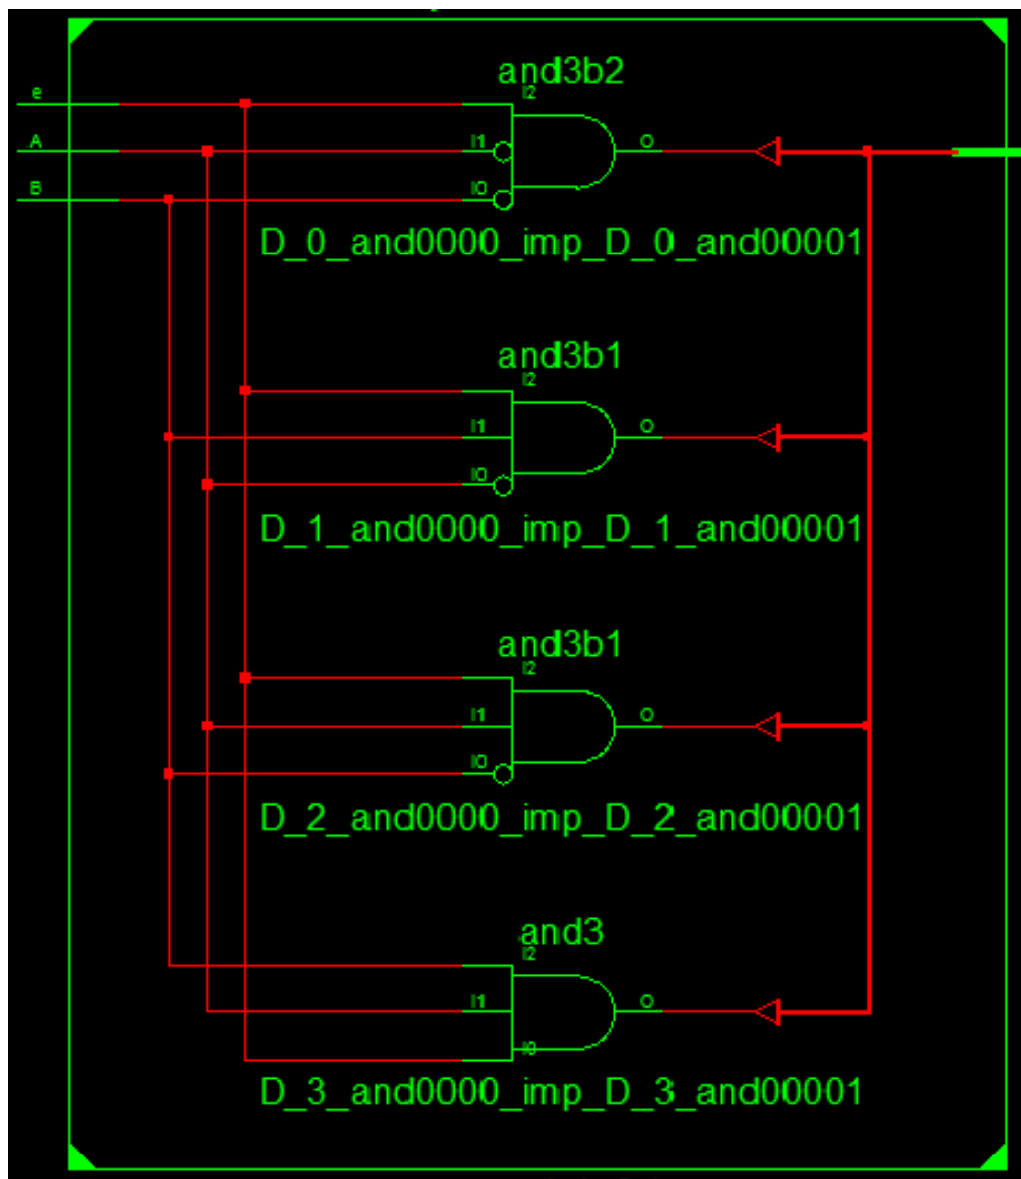 and3b2
I2
e
A
I1
O
B
I0
D_0_and0000_imp_D_0_and00001
and3b1
I2
I1
O
I0
D_1_and0000_imp_D_1_and00001
and3b1
I2
I1
O
I0
D_2_and0000_imp_D_2_and00001
and3
I2
I1
O
I0
D_3_and0000_imp_D_3_and00001